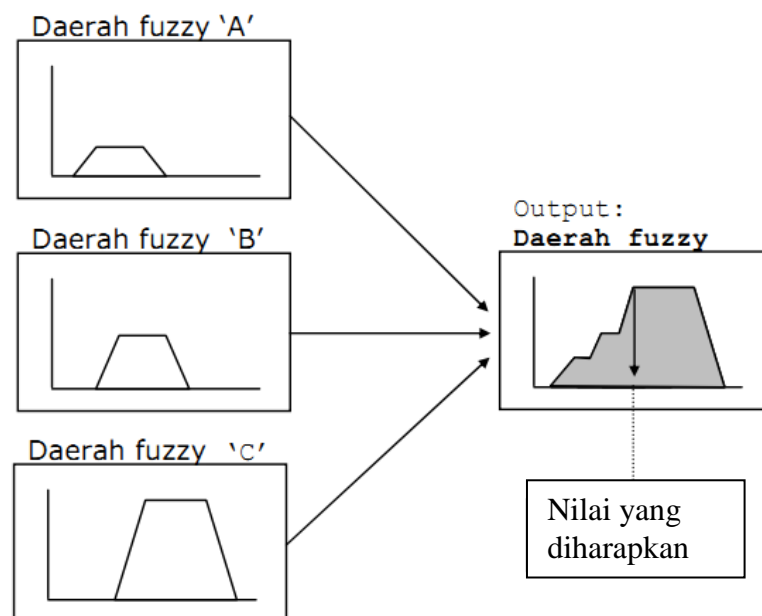 Daerah fuzzy ‘A’
Daerah fuzzy ‘B’
Daerah fuzzy ‘C’
Output:
Daerah fuzzy
Nilai yang
diharapkan